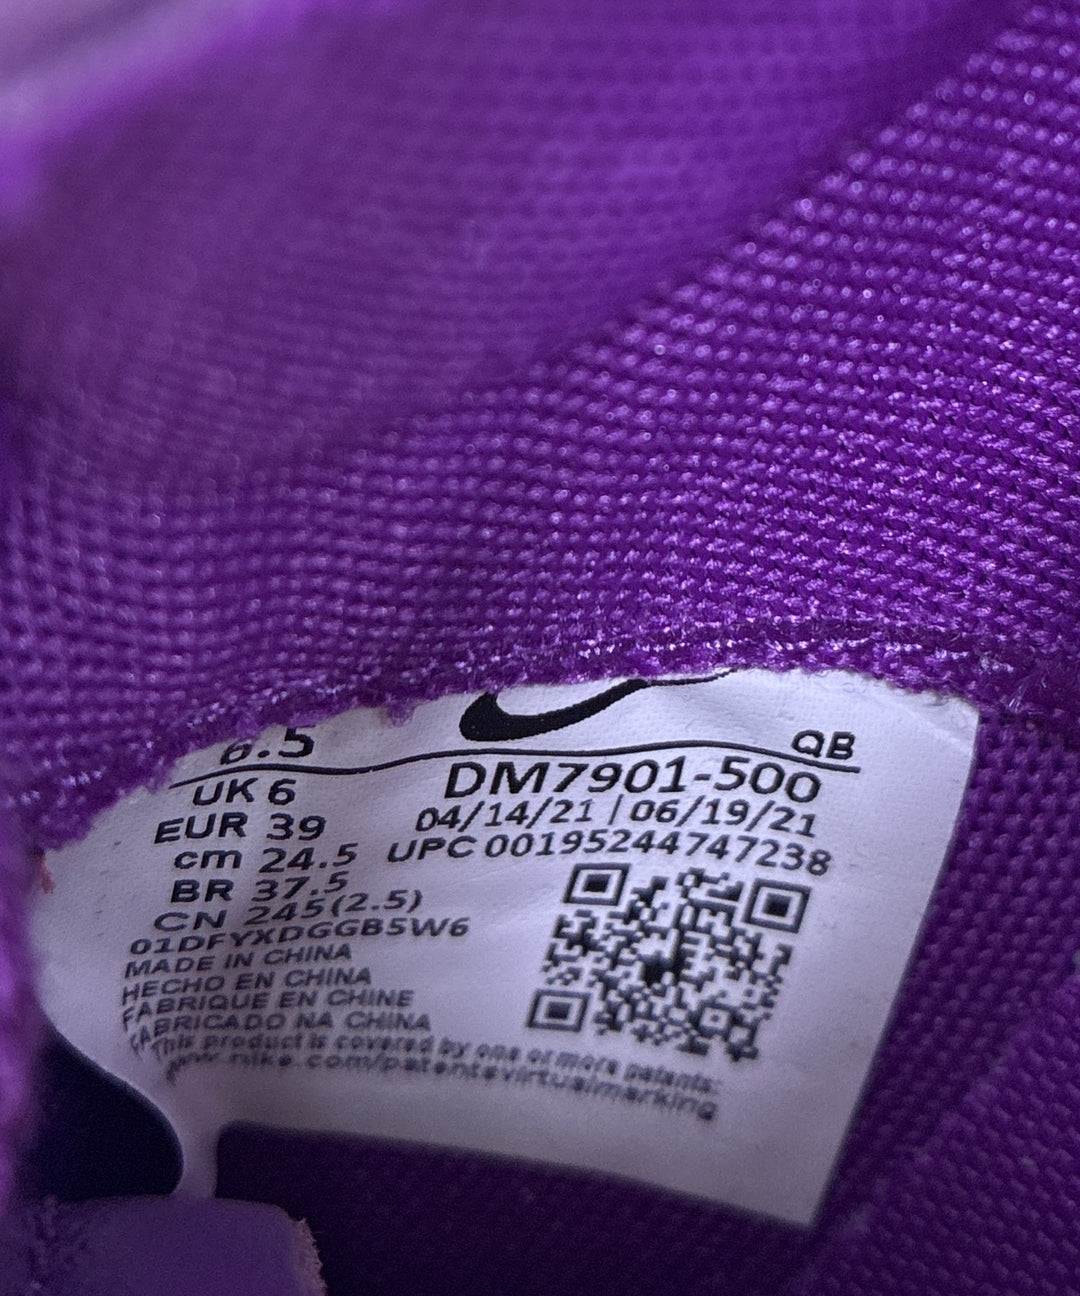 6.5
QB
UK 6
DM7901-500
EUR 39
04/14/21 | 06/19/21
cm 24.5
UPC 00195244747238
BR 37.5
CN 245(2.5)
01DFYXDGGB5W6
MADE IN CHINA
HECHO EN CHINA
FABRIQUE EN CHINE
FABRICADO NA CHINA
This product is covered by one or more patents:
www.nike.com/patentsvirtualmarking